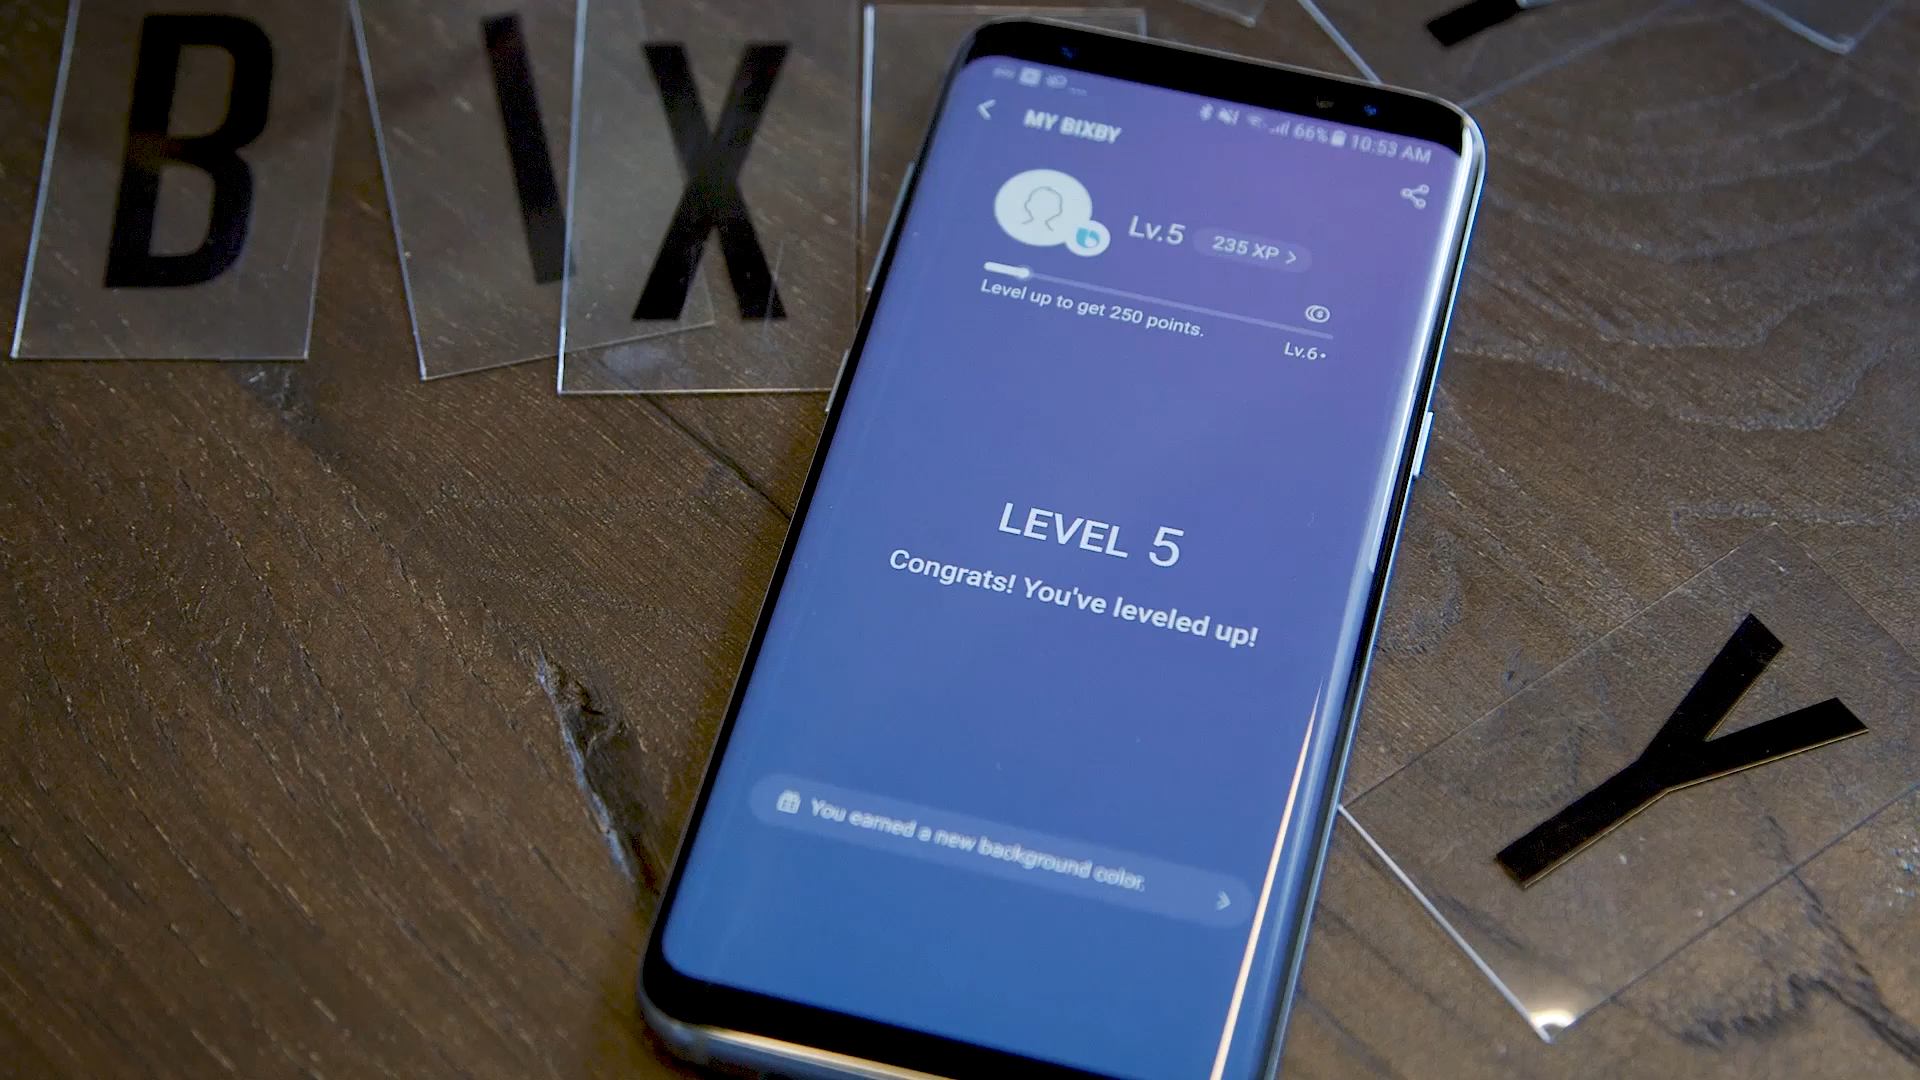 B I X
66% 10:53 AM
MY BIXBY
Lv.5 235 XP >
Level up to get 250 points.
Lv.6
LEVEL 5
Congrats! You've leveled up!
You earned a new background color.
Y